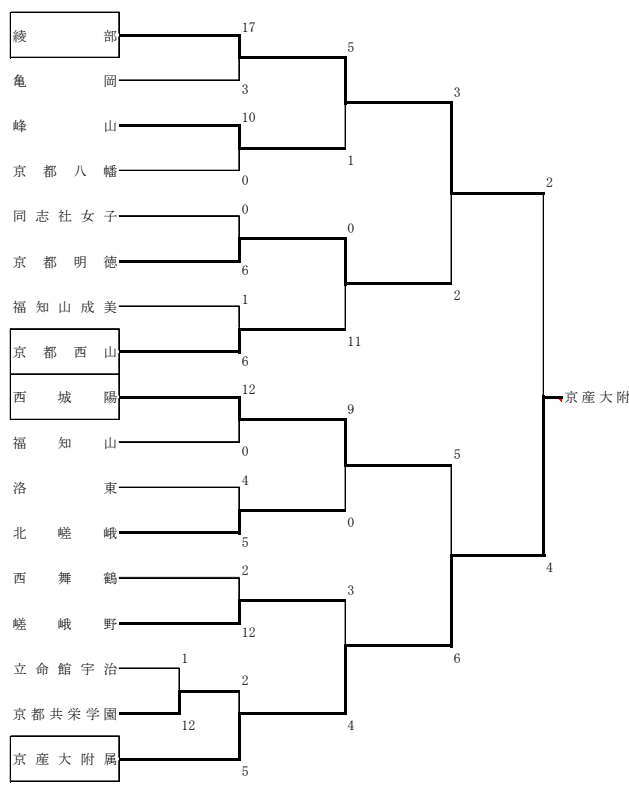 綾部
17
5
亀岡
3
3
峰山
10
京都八幡
0
1
2
同志社女子
0
0
京都明徳
6
2
福知山成美
1
11
京都西山
6
西城陽
12
9
京産大附
福知山
0
5
洛東
4
0
北嵯峨
5
4
西舞鶴
2
3
嵯峨野
12
6
立命館宇治
1
2
京都共栄学園
12
4
京産大附属
5